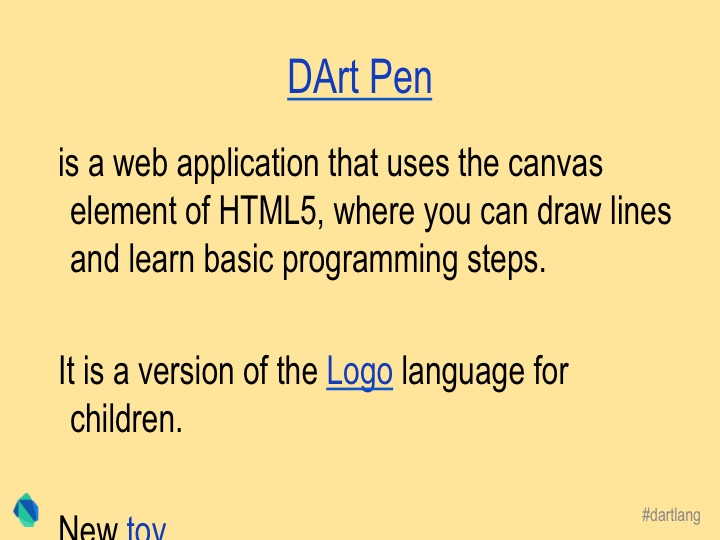 DArt Pen
is a web application that uses the canvas
element of HTML5, where you can draw lines
and learn basic programming steps.
It is a version of the Logo language for
children.
New toy
#dartlang